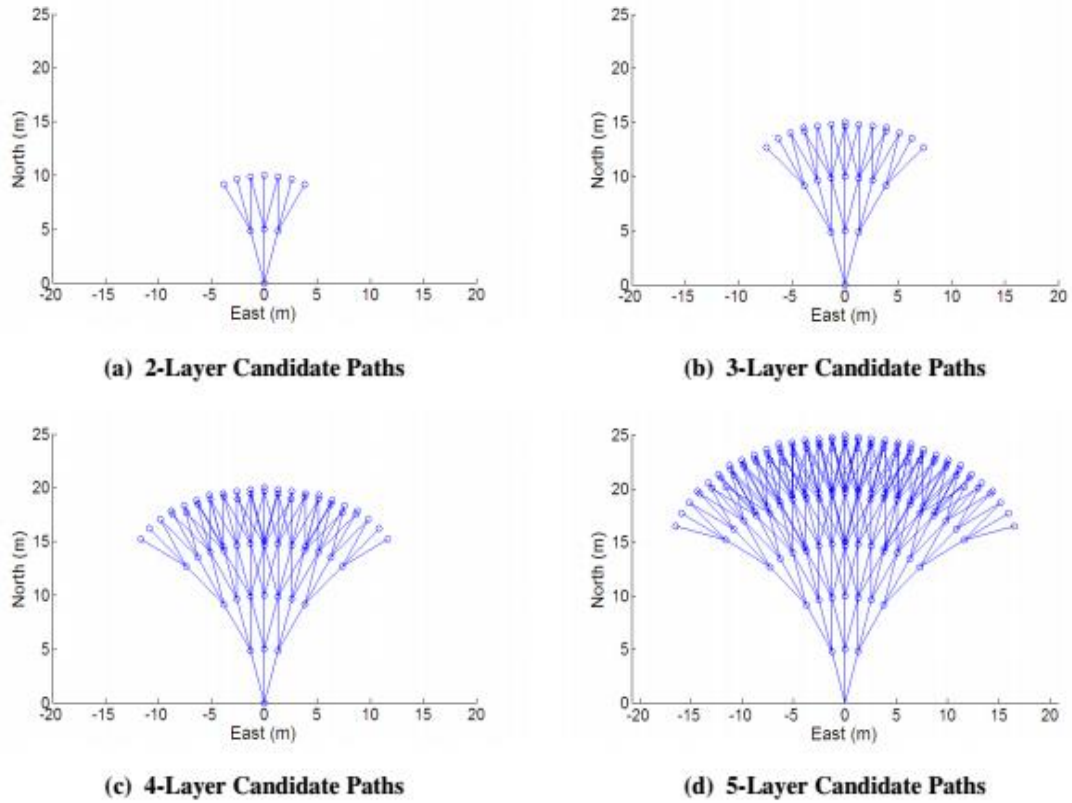 25
20
15
10
5
0
North (m)
-20 -15 -10 -5 0 5 10 15 20
East (m)
(a) 2-Layer Candidate Paths
25
20
15
10
5
0
North (m)
-20 -15 -10 -5 0 5 10 15 20
East (m)
(b) 3-Layer Candidate Paths
25
20
15
10
5
0
North (m)
-20 -15 -10 -5 0 5 10 15 20
East (m)
(c) 4-Layer Candidate Paths
25
20
15
10
5
0
North (m)
-20 -15 -10 -5 0 5 10 15 20
East (m)
(d) 5-Layer Candidate Paths